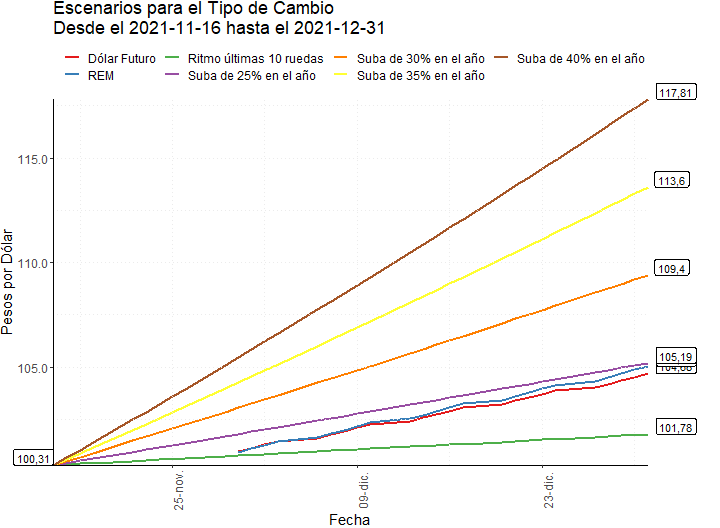 Escenarios para el Tipo de Cambio
Desde el 2021-11-16 hasta el 2021-12-31
Dólar Futuro
Ritmo últimas 10 ruedas
Suba de 30% en el año
Suba de 40% en el año
REM
Suba de 25% en el año
Suba de 35% en el año
117,81
115.0
113,6
110.0
109,4
105,19
104,68
105.0
101,78
100,31
Pesos por Dólar
25-nov.
09-dic.
23-dic.
Fecha